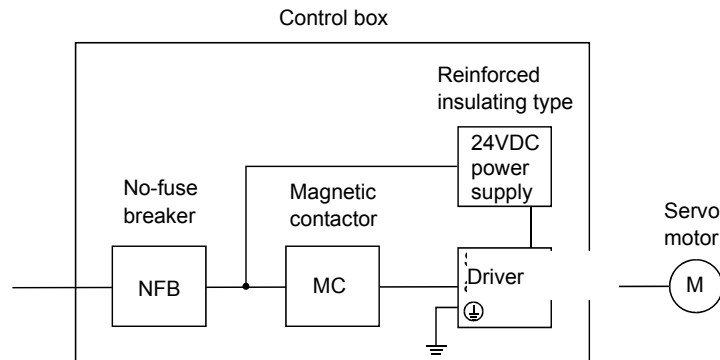 Control box
Reinforced
insulating type
24VDC
power
supply
No-fuse
breaker
Magnetic
contactor
Servo
motor
NFB
MC
Driver
M